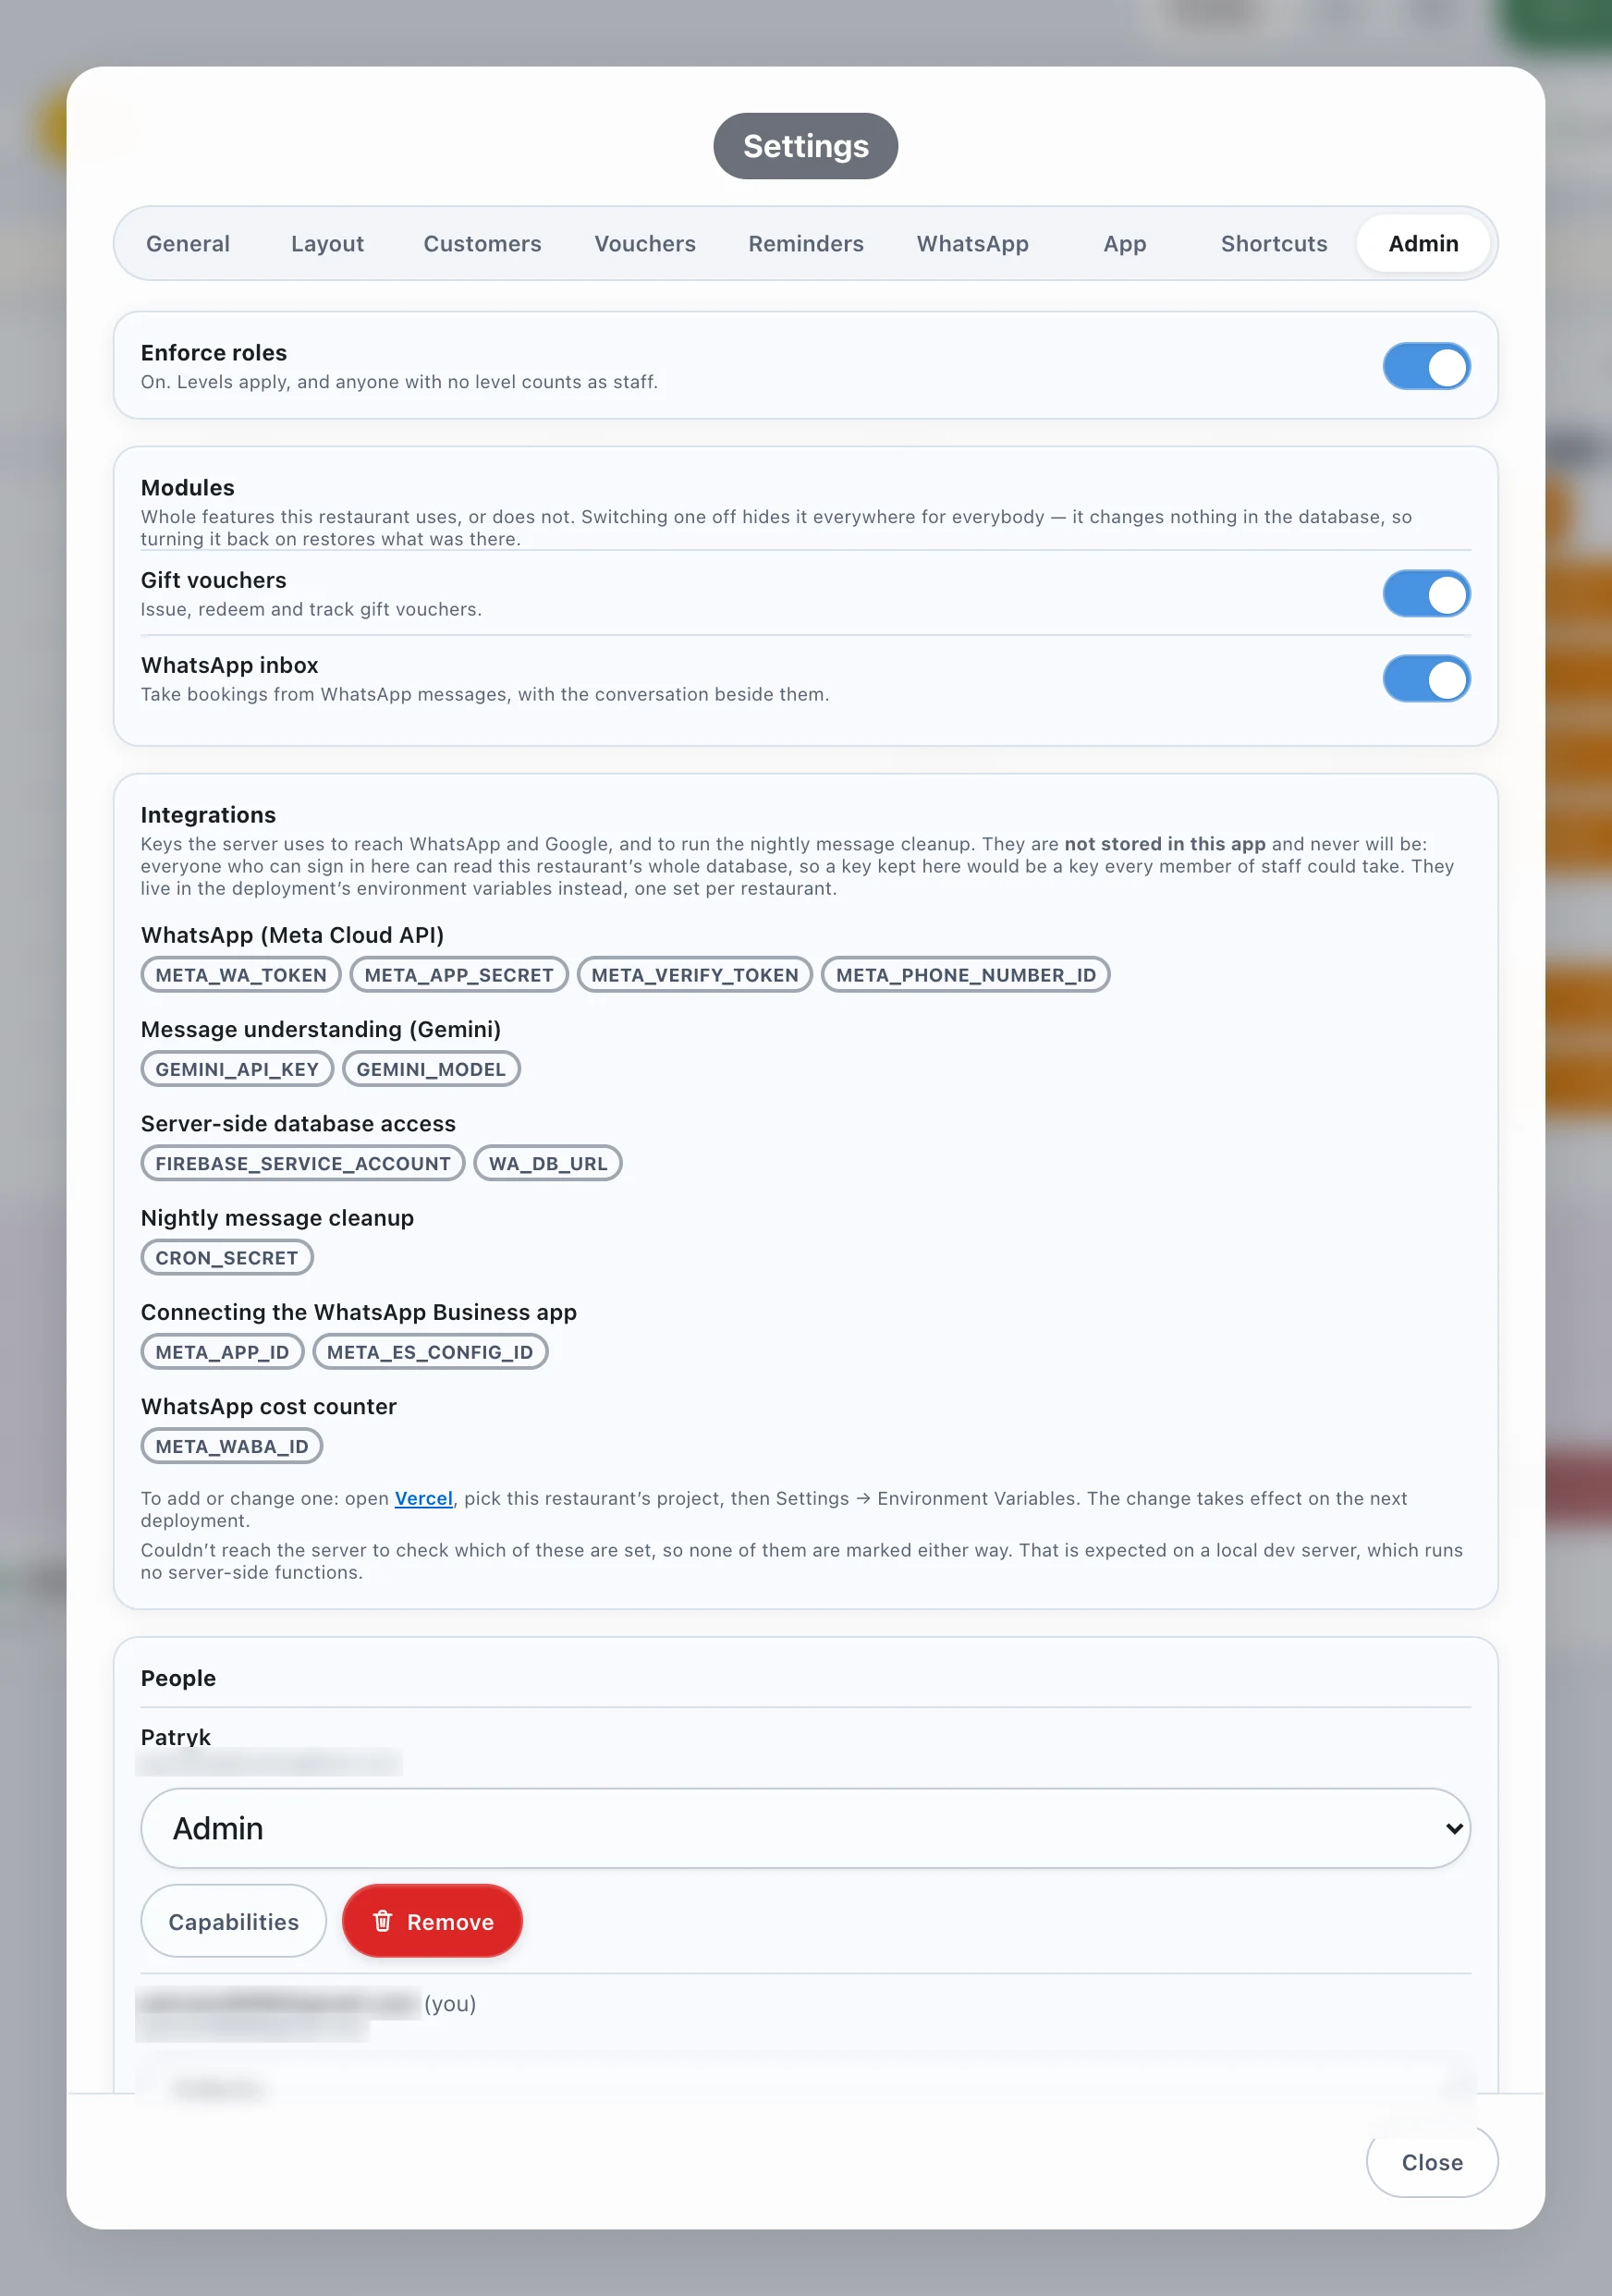 Settings
General Layout Customers Vouchers Reminders WhatsApp App Shortcuts Admin
Enforce roles
On. Levels apply, and anyone with no level counts as staff.
Modules
Whole features this restaurant uses, or does not. Switching one off hides it everywhere for everybody — it changes nothing in the database, so
turning it back on restores what was there.
Gift vouchers
Issue, redeem and track gift vouchers.
WhatsApp inbox
Take bookings from WhatsApp messages, with the conversation beside them.
Integrations
Keys the server uses to reach WhatsApp and Google, and to run the nightly message cleanup. They are not stored in this app and never will be:
everyone who can sign in here can read this restaurant’s whole database, so a key kept here would be a key every member of staff could take. They
live in the deployment’s environment variables instead, one set per restaurant.
WhatsApp (Meta Cloud API)
META_WA_TOKEN META_APP_SECRET META_VERIFY_TOKEN META_PHONE_NUMBER_ID
Message understanding (Gemini)
GEMINI_API_KEY GEMINI_MODEL
Server-side database access
FIREBASE_SERVICE_ACCOUNT WA_DB_URL
Nightly message cleanup
CRON_SECRET
Connecting the WhatsApp Business app
META_APP_ID META_ES_CONFIG_ID
WhatsApp cost counter
META_WABA_ID
To add or change one: open Vercel, pick this restaurant’s project, then Settings → Environment Variables. The change takes effect on the next
deployment.
Couldn’t reach the server to check which of these are set, so none of them are marked either way. That is expected on a local dev server, which runs
no server-side functions.
People
Patryk
Admin
Capabilities Remove
(you)
Close